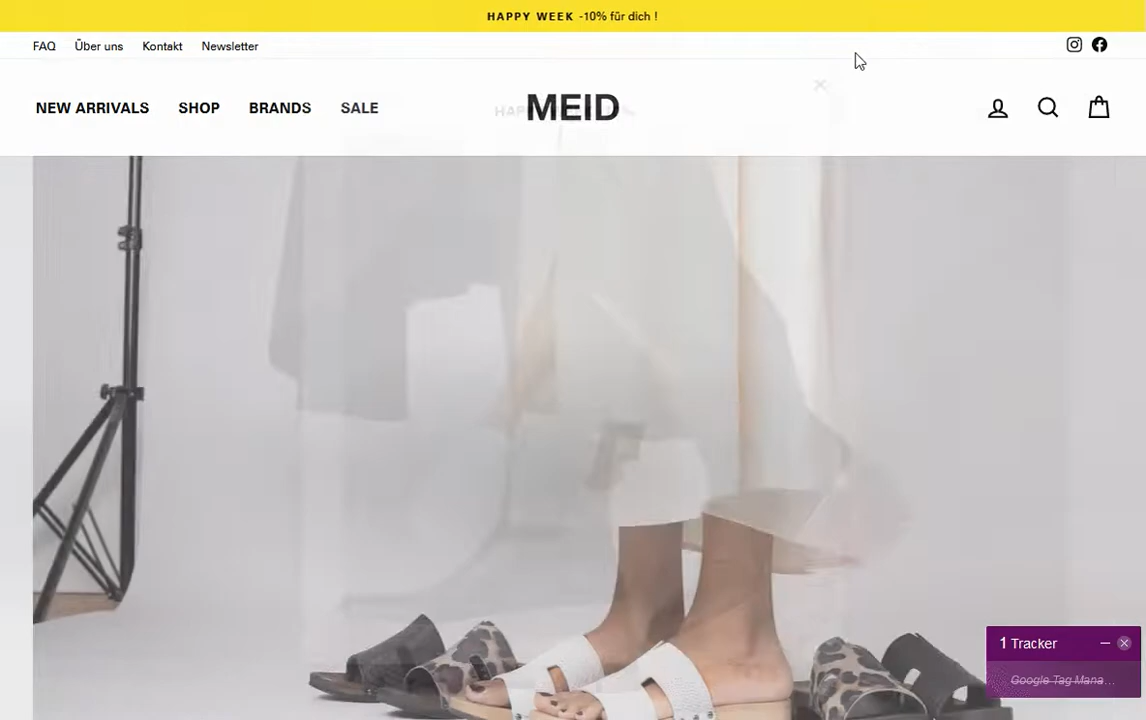 HAPPY WEEK -10% für dich !
FAQ Über uns Kontakt Newsletter
NEW ARRIVALS SHOP BRANDS SALE MEID
1 Tracker
Google Tag Mana...